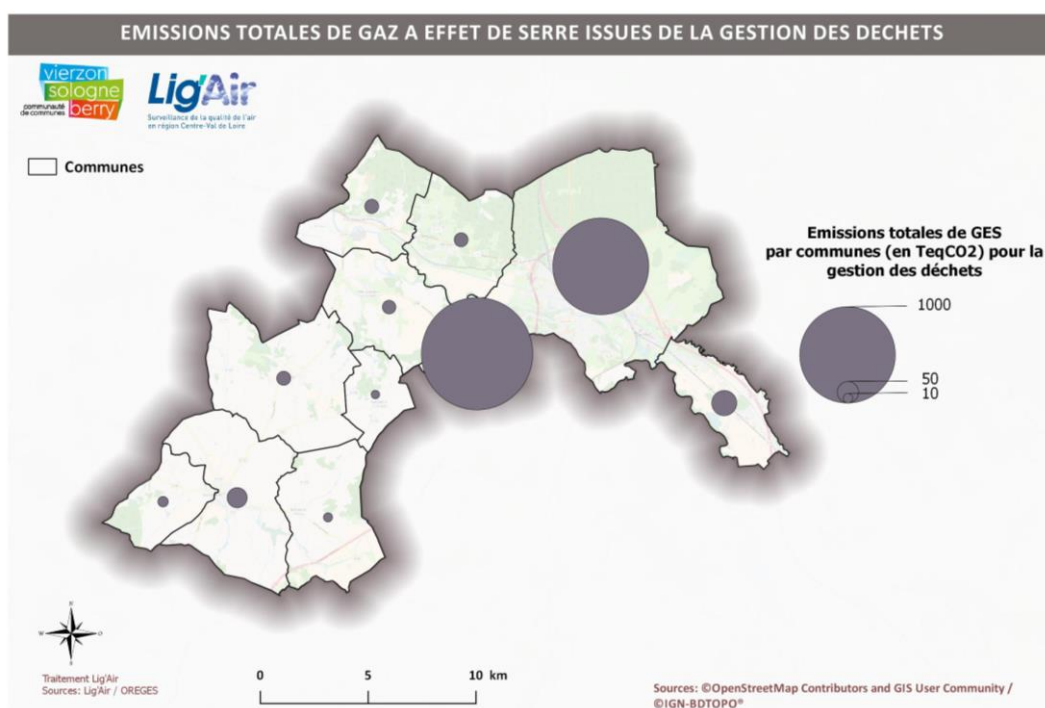 EMISSIONS TOTALES DE GAZ A EFFET DE SERRE ISSUES DE LA GESTION DES DECHETS
vierzon
sologne
communauté
de communes
berry
Lig'Air
Surveillance de la qualité de l'air
en région Centre-Val de Loire
Communes
Emissions totales de GES
par communes (en TeqCO2) pour la
gestion des déchets
1000
50
10
Traitement Lig'Air
Sources: Lig'Air / OREGES
0 5 10 km
Sources: ©OpenStreetMap Contributors and GIS User Community /
©IGN-BDTOPO®